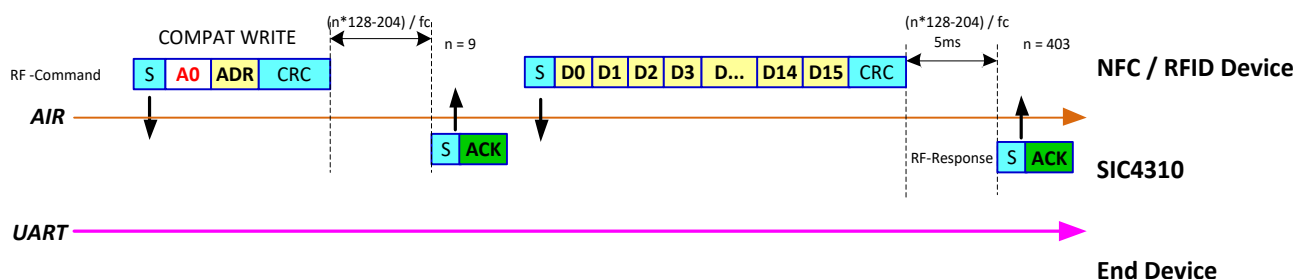 (n*128-204) / fc
COMPAT WRITE
n = 9
(n*128-204) / fc
5ms
n = 403
RF -Command
S A0 ADR CRC
S D0 D1 D2 D3 D... D14 D15 CRC
NFC / RFID Device
AIR
S ACK
RF-Response
S ACK
SIC4310
UART
End Device